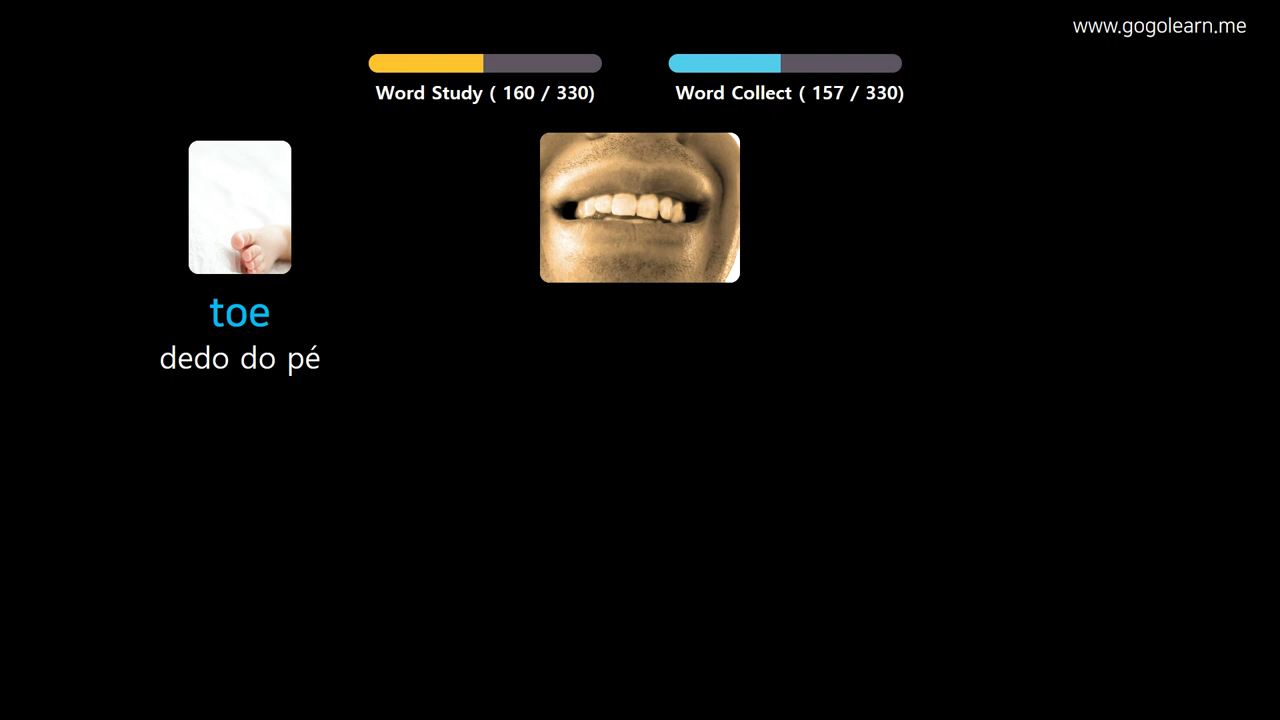 www.gogolearn.me
Word Study ( 160 / 330)
Word Collect ( 157 / 330)
toe
dedo do pé